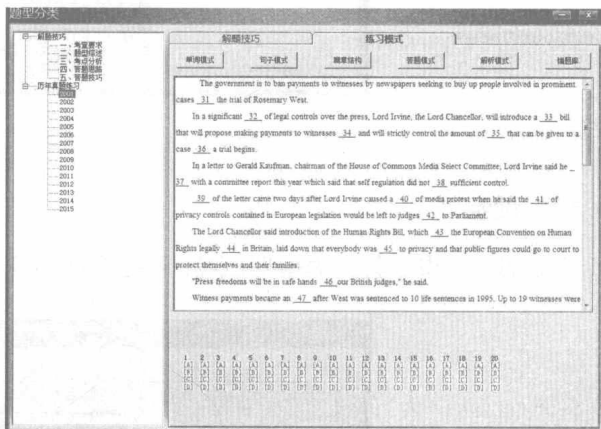 题型分类
解题技巧
一、考查要求
二、题型综述
三、考点分析
四、答题思路
五、答题技巧
历年真题练习
2001
2002
2003
2004
2005
2006
2007
2008
2009
2010
2011
2012
2013
2014
2015
解题技巧 练习模式
单词模式 句子模式 篇章结构 答题模式 解析模式 错题库
The government is to ban payments to witnesses by newspapers seeking to buy up people involved in prominent
cases 31 the trial of Rosemary West.
In a significant 32 of legal controls over the press, Lord Irvine, the Lord Chancellor, will introduce a 33 bill
that will propose making payments to witnesses 34 and will strictly control the amount of 35 that can be given to a
case 36 a trial begins.
In a letter to Gerald Kaufman, chairman of the House of Commons Media Select Committee, Lord Irvine said he _
37 with a committee report this year which said that self regulation did not 38 sufficient control.
39 of the letter came two days after Lord Irvine caused a 40 of media protest when he said the 41 of
privacy controls contained in European legislation would be left to judges 42 to Parliament.
The Lord Chancellor said introduction of the Human Rights Bill, which 43 the European Convention on Human
Rights legally 44 in Britain, laid down that everybody was 45 to privacy and that public figures could go to court to
protect themselves and their families.
"Press freedoms will be in safe hands 46 our British judges," he said.
Witness payments became an 47 after West was sentenced to 10 life sentences in 1995. Up to 19 witnesses were
1 2 3 4 5 6 7 8 9 10 11 12 13 14 15 16 17 18 19 20
[A] [A] [A] [A] [A] [A] [A] [A] [A] [A] [A] [A] [A] [A] [A] [A] [A] [A] [A] [A]
[B] [B] [B] [B] [B] [B] [B] [B] [B] [B] [B] [B] [B] [B] [B] [B] [B] [B] [B] [B]
[C] [C] [C] [C] [C] [C] [C] [C] [C] [C] [C] [C] [C] [C] [C] [C] [C] [C] [C] [C]
[D] [D] [D] [D] [D] [D] [D] [D] [D] [D] [D] [D] [D] [D] [D] [D] [D] [D] [D] [D]